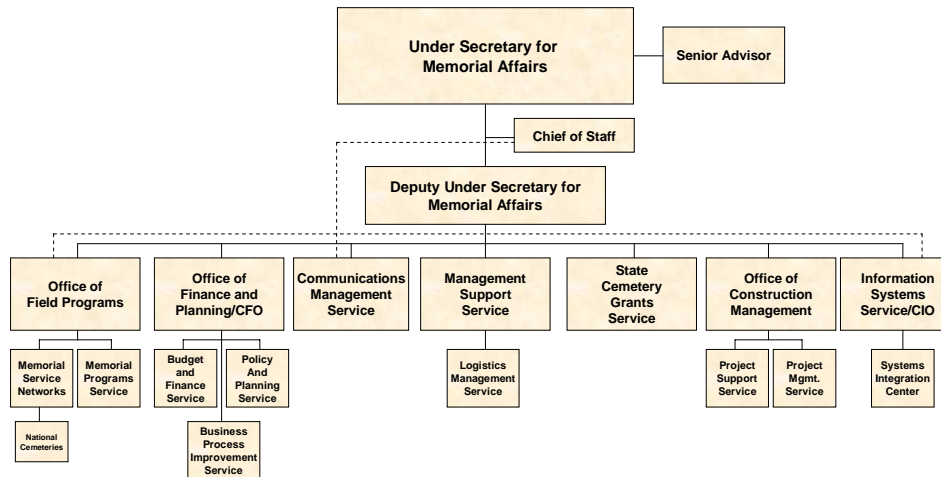 Under Secretary for
Memorial Affairs
Senior Advisor
Chief of Staff
Deputy Under Secretary for
Memorial Affairs
Office of
Field Programs
Office of
Finance and
Planning/CFO
Communications
Management
Service
Management
Support
Service
State
Cemetery
Grants
Service
Office of
Construction
Management
Information
Systems
Service/CIO
Memorial
Service
Networks
Memorial
Programs
Service
Budget
and
Finance
Service
Policy
And
Planning
Service
Logistics
Management
Service
Project
Support
Service
Project
Mgmt.
Service
Systems
Integration
Center
National
Cemeteries
Business
Process
Improvement
Service